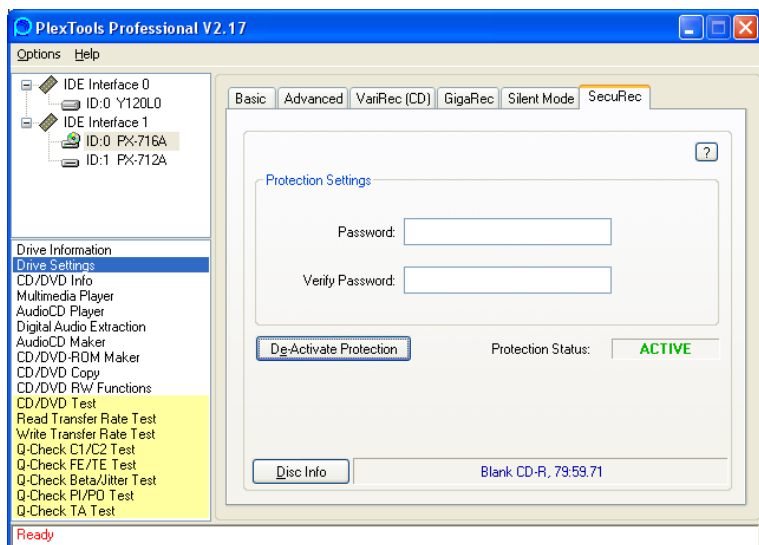 PlexTools Professional V2.17
Options Help
IDE Interface 0
ID:0 Y120L0
IDE Interface 1
ID:0 PX-716A
ID:1 PX-712A
Drive Information
Drive Settings
CD/DVD Info
Multimedia Player
AudioCD Player
Digital Audio Extraction
AudioCD Maker
CD/DVD-ROM Maker
CD/DVD Copy
CD/DVD RW Functions
CD/DVD Test
Read Transfer Rate Test
Write Transfer Rate Test
Q-Check C1/C2 Test
Q-Check FE/TE Test
Q-Check Beta/Jitter Test
Q-Check PI/PO Test
Q-Check TA Test
Basic Advanced VariRec (CD) GigaRec Silent Mode SecuRec
?
Protection Settings
Password:
Verify Password:
De-Activate Protection Protection Status: ACTIVE
Disc Info Blank CD-R, 79:59.71
Ready